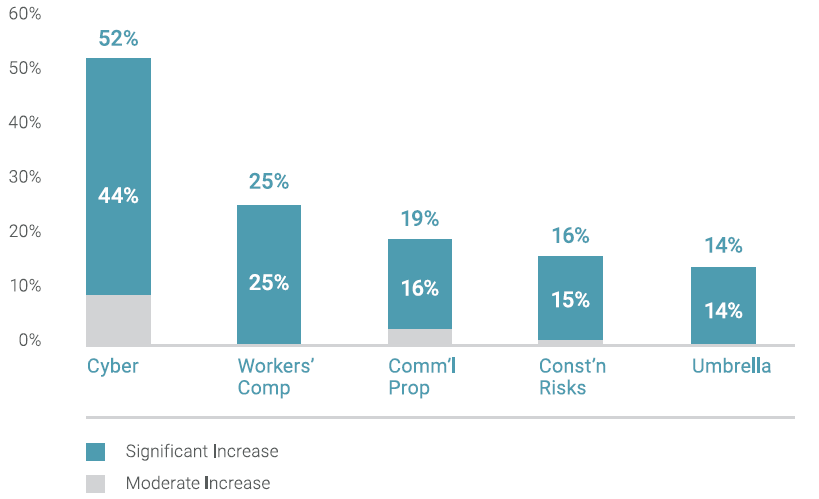 60%
50%
40%
30%
20%
10%
0%
52%
44%
25%
25%
19%
16%
16%
15%
14%
14%
Cyber
Workers'
Comp
Comm'l
Prop
Const'n
Risks
Umbrella
Significant Increase
Moderate Increase